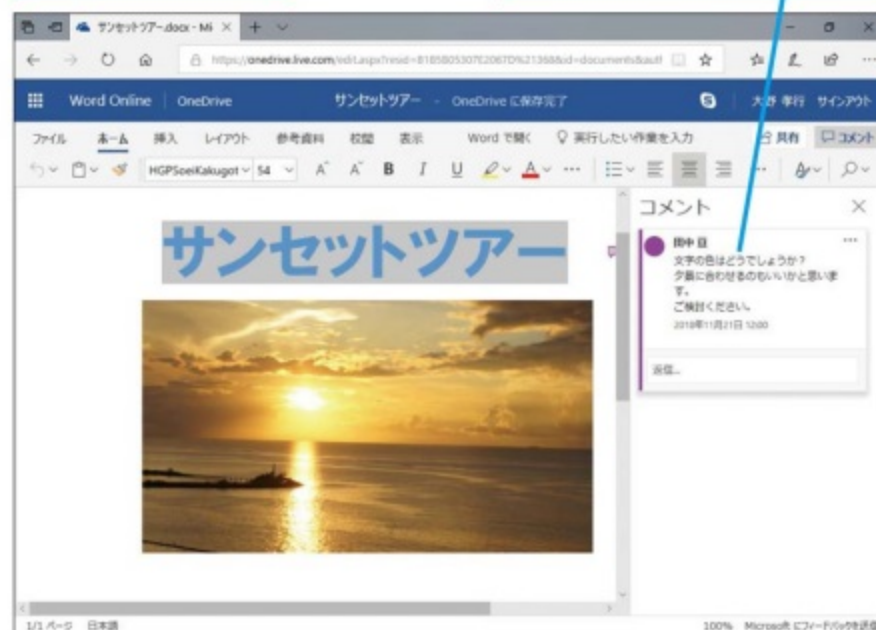 サンセットツアー.docx - Mi
https://onedrive.live.com/edit.aspx?resid=
Word Online OneDrive サンセットツアー - OneDrive に保存完了 大野 孝行 サインアウト
ファイル ホーム 挿入 レイアウト 参考資料 校閲 表示 Word で開く 実行したい作業を入力 共有 コメント
HGPSoeiKakugot 54 A A B I U A
コメント
サンセットツアー
田中
文字の色はどうでしょうか?
夕暮に合わせるのもいいかと思いま
す。
ご検討ください。
2018年11月21日 12:00
返信...
1/1 ページ 日本語 100% Microsoft にフィードバックを送信